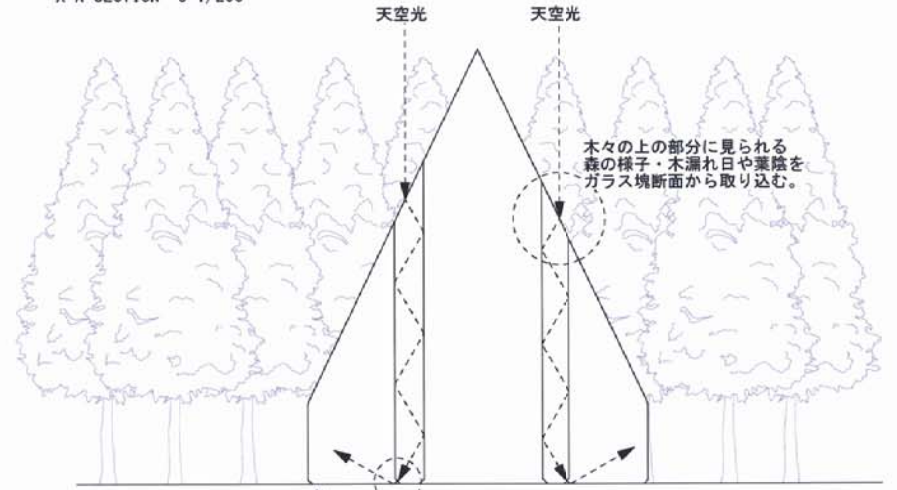 天空光
天空光
木々の上の部分に見られる
森の様子・木漏れ日や葉陰を
ガラス塊断面から取り込む。